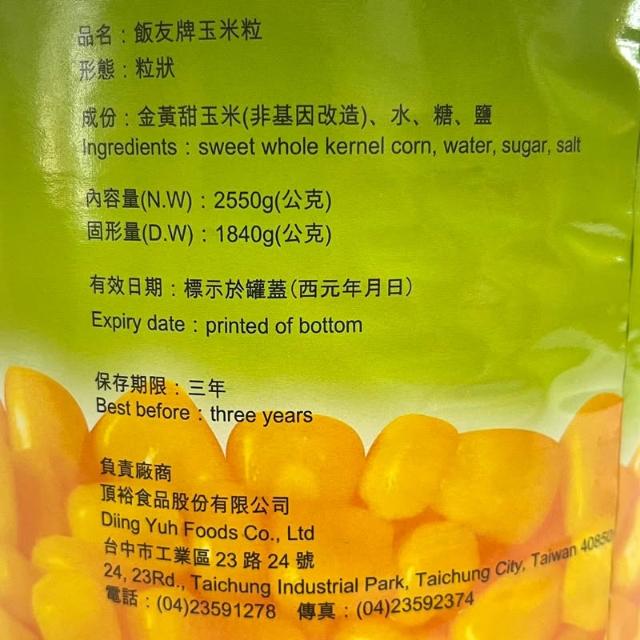 品名：飯友牌玉米粒
形態：粒狀
成份：金黃甜玉米(非基因改造)、水、糖、鹽
Ingredients : sweet whole kernel corn, water, sugar, salt
內容量(N.W)：2550g(公克)
固形量(D.W)：1840g(公克)
有效日期：標示於罐蓋(西元年月日)
Expiry date : printed of bottom
保存期限：三年
Best before : three years
負責廠商
頂裕食品股份有限公司
Diing Yuh Foods Co., Ltd
台中市工業區 23 路 24 號
24, 23Rd., Taichung Industrial Park, Taichung City, Taiwan 40850
電話：(04)23591278 傳真：(04)23592374